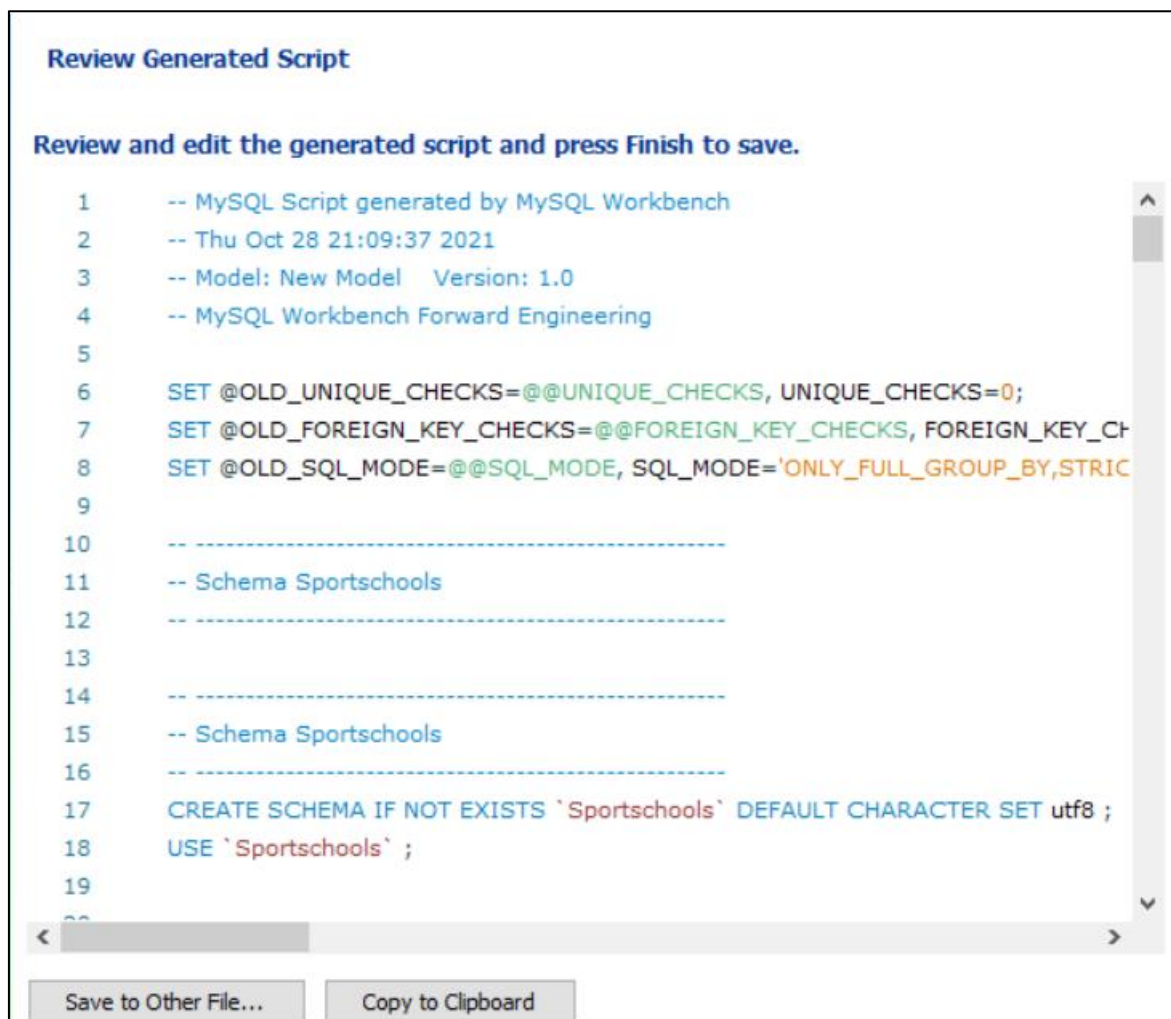 Review Generated Script
Review and edit the generated script and press Finish to save.
1 -- MySQL Script generated by MySQL Workbench
2 -- Thu Oct 28 21:09:37 2021
3 -- Model: New Model    Version: 1.0
4 -- MySQL Workbench Forward Engineering
5
6 SET @OLD_UNIQUE_CHECKS=@@UNIQUE_CHECKS, UNIQUE_CHECKS=0;
7 SET @OLD_FOREIGN_KEY_CHECKS=@@FOREIGN_KEY_CHECKS, FOREIGN_KEY_CH
8 SET @OLD_SQL_MODE=@@SQL_MODE, SQL_MODE='ONLY_FULL_GROUP_BY,STRIC
9
10 -- -----------------------------------------------------
11 -- Schema Sportschools
12 -- -----------------------------------------------------
13
14 -- -----------------------------------------------------
15 -- Schema Sportschools
16 -- -----------------------------------------------------
17 CREATE SCHEMA IF NOT EXISTS `Sportschools` DEFAULT CHARACTER SET utf8 ;
18 USE `Sportschools` ;
19
Save to Other File... Copy to Clipboard